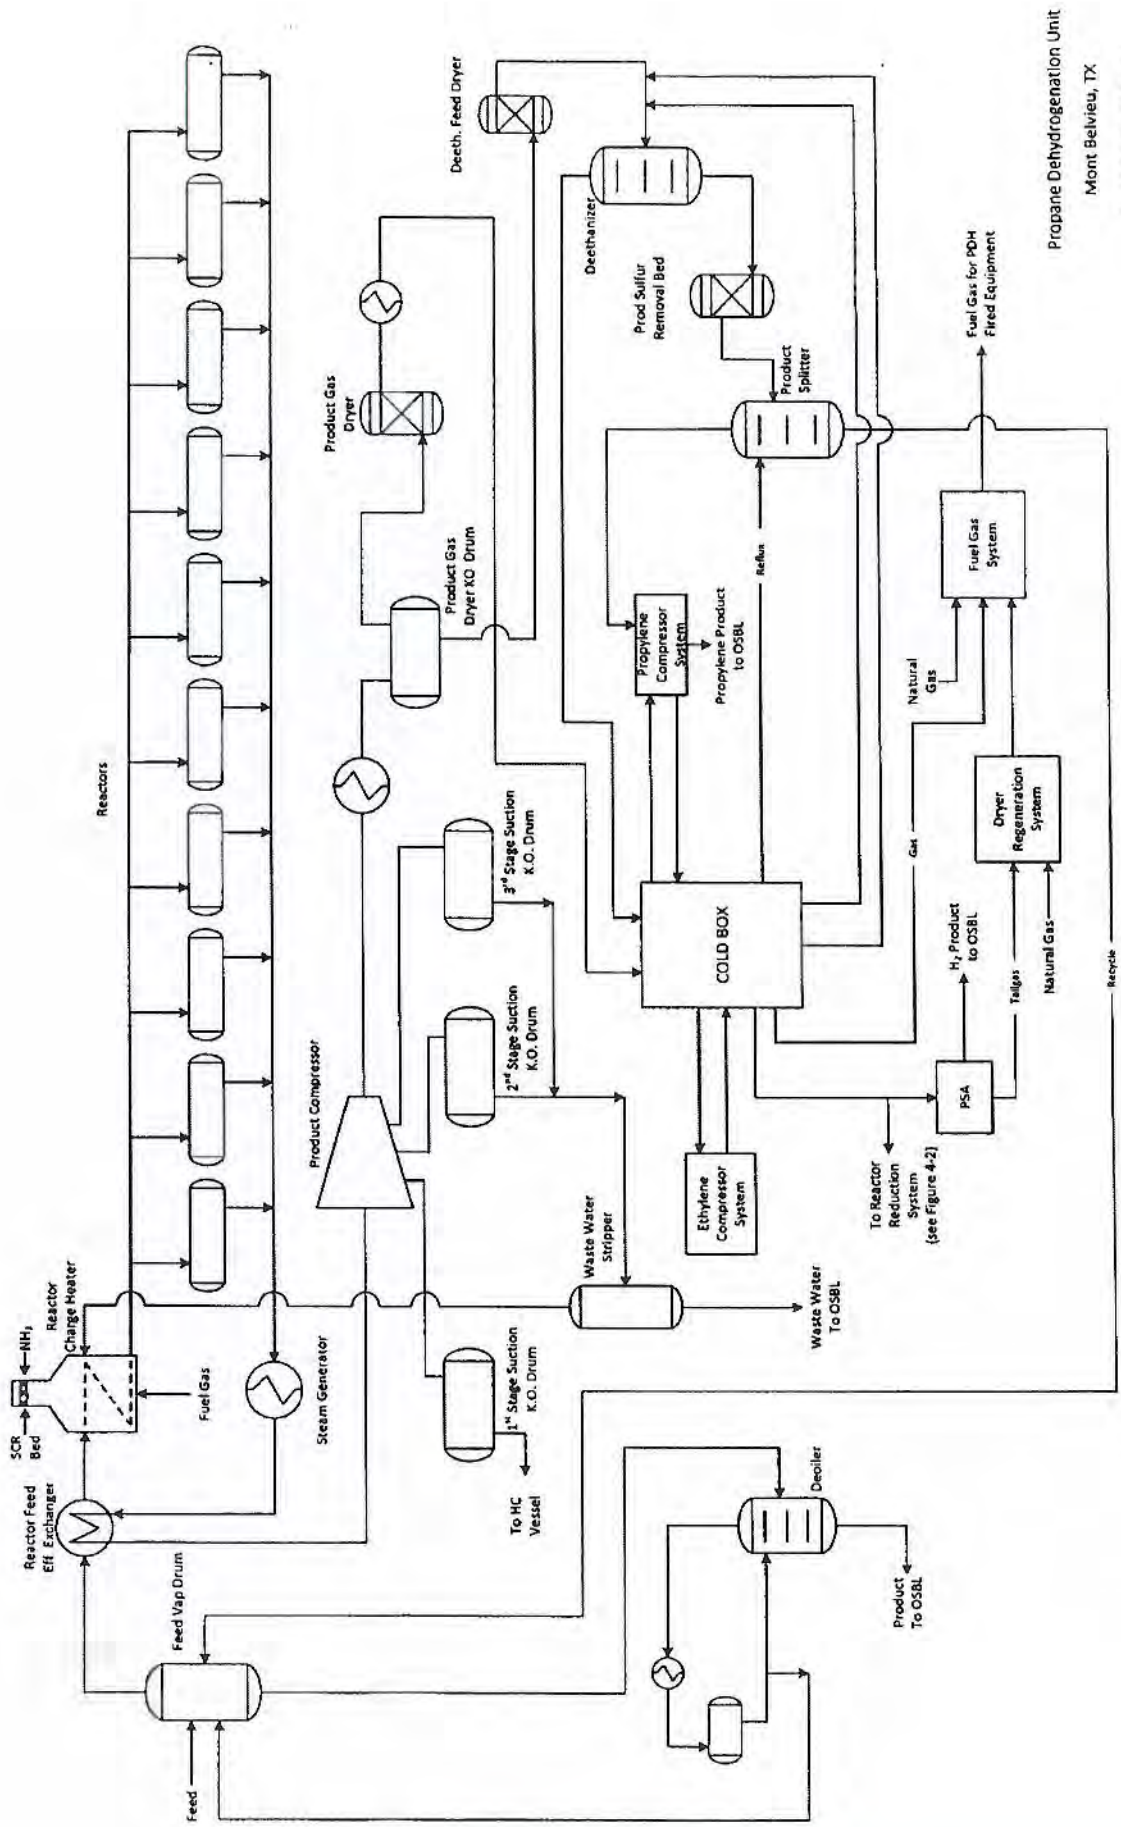 SCR
Bed
NH₃
Reactor
Charge Heater
Reactor Feed
Eff Exchanger
Fuel Gas
Feed Vap Drum
Feed
Reactors
Steam Generator
Product Compressor
1st Stage Suction
K.O. Drum
To HC
Vessel
2nd Stage Suction
K.O. Drum
3rd Stage Suction
K.O. Drum
Product Gas
Dryer KO Drum
Product Gas
Dryer
Deeth. Feed Dryer
Waste Water
Stripper
Waste Water
To OSBL
Deoiler
Product
To OSBL
Deethanizer
Prod Sulfur
Removal Bed
Product
Splitter
Propylene
Compressor
System
Propylene Product
to OSBL
Reflux
COLD BOX
Ethylene
Compressor
System
To Reactor
Reduction
System
(see Figure 4-2)
PSA
H₂ Product
to OSBL
Tailgas
Natural Gas
Dryer
Regeneration
System
Gas
Natural
Gas
Fuel Gas
System
Fuel Gas for PDH
Fired Equipment
Recycle
Propane Dehydrogenation Unit
Mont Belvieu, TX